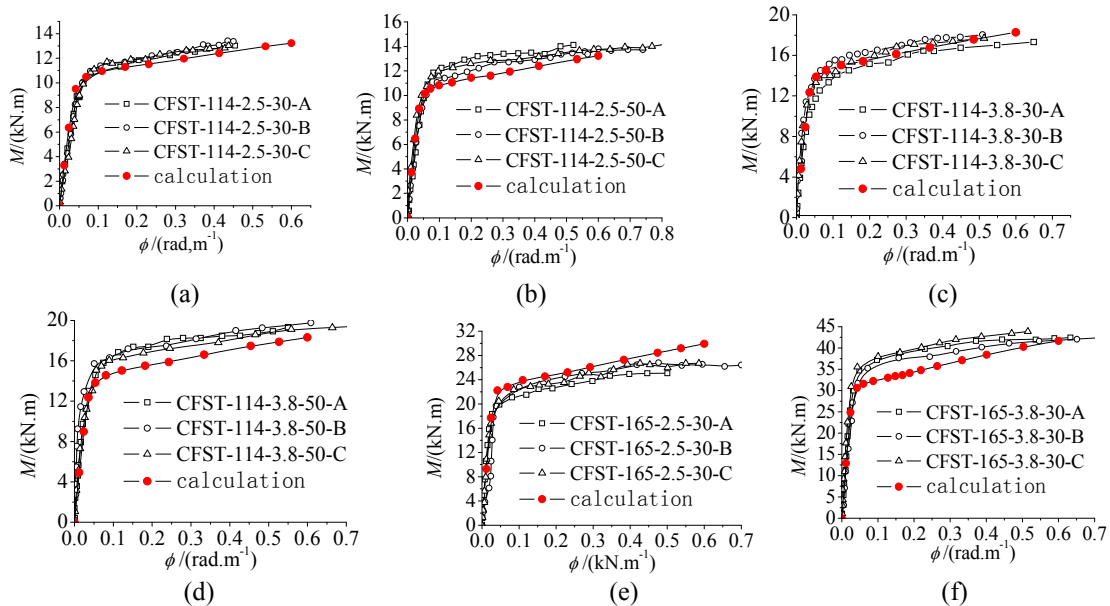 14
12
10
8
6
4
2
0
M/(kN.m)
CFST-114-2.5-30-A
CFST-114-2.5-30-B
CFST-114-2.5-30-C
calculation
0.0 0.1 0.2 0.3 0.4 0.5 0.6
ϕ/(rad,m⁻¹)
(a)
16
14
12
10
8
6
4
2
0
M/(kN.m)
CFST-114-2.5-50-A
CFST-114-2.5-50-B
CFST-114-2.5-50-C
calculation
0.0 0.1 0.2 0.3 0.4 0.5 0.6 0.7 0.8
ϕ/(rad.m⁻¹)
(b)
20
16
12
8
4
0
M/(kN.m)
CFST-114-3.8-30-A
CFST-114-3.8-30-B
CFST-114-3.8-30-C
calculation
0.0 0.1 0.2 0.3 0.4 0.5 0.6 0.7
ϕ/(rad.m⁻¹)
(c)
20
16
12
8
4
0
M/(kN.m)
CFST-114-3.8-50-A
CFST-114-3.8-50-B
CFST-114-3.8-50-C
calculation
0.0 0.1 0.2 0.3 0.4 0.5 0.6 0.7
ϕ/(rad.m⁻¹)
(d)
32
28
24
20
16
12
8
4
0
M/(kN.m)
CFST-165-2.5-30-A
CFST-165-2.5-30-B
CFST-165-2.5-30-C
calculation
0.0 0.1 0.2 0.3 0.4 0.5 0.6 0.7
ϕ/(kN.m⁻¹)
(e)
45
40
35
30
25
20
15
10
5
0
M/(kN.m)
CFST-165-3.8-30-A
CFST-165-3.8-30-B
CFST-165-3.8-30-C
calculation
0.0 0.1 0.2 0.3 0.4 0.5 0.6 0.7
ϕ/(rad.m⁻¹)
(f)